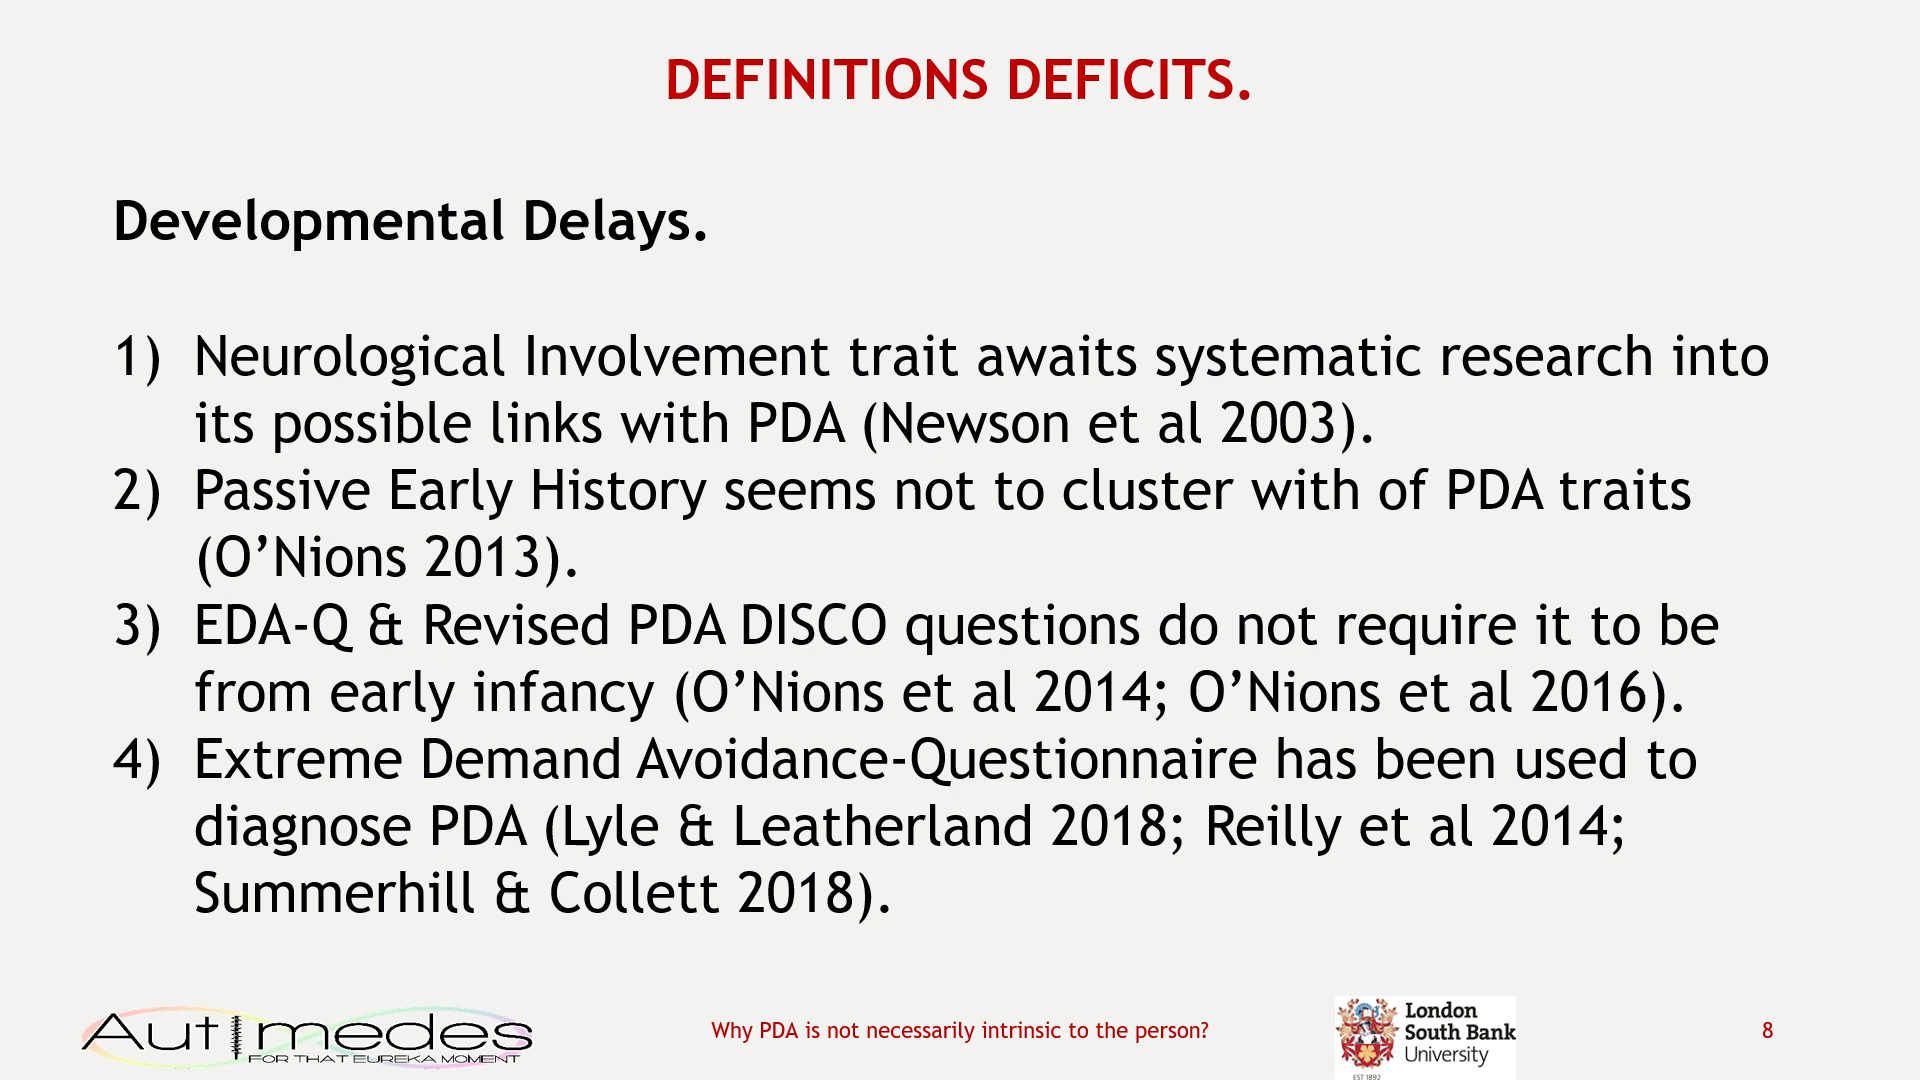 DEFINITIONS DEFICITS.
Developmental Delays.
1) Neurological Involvement trait awaits systematic research into
its possible links with PDA (Newson et al 2003).
2) Passive Early History seems not to cluster with of PDA traits
(O’Nions 2013).
3) EDA-Q & Revised PDA DISCO questions do not require it to be
from early infancy (O’Nions et al 2014; O’Nions et al 2016).
4) Extreme Demand Avoidance-Questionnaire has been used to
diagnose PDA (Lyle & Leatherland 2018; Reilly et al 2014;
Summerhill & Collett 2018).
Autimedes
FOR THAT EUREKA MOMENT
Why PDA is not necessarily intrinsic to the person?
London
South Bank
University
EST 1892
8